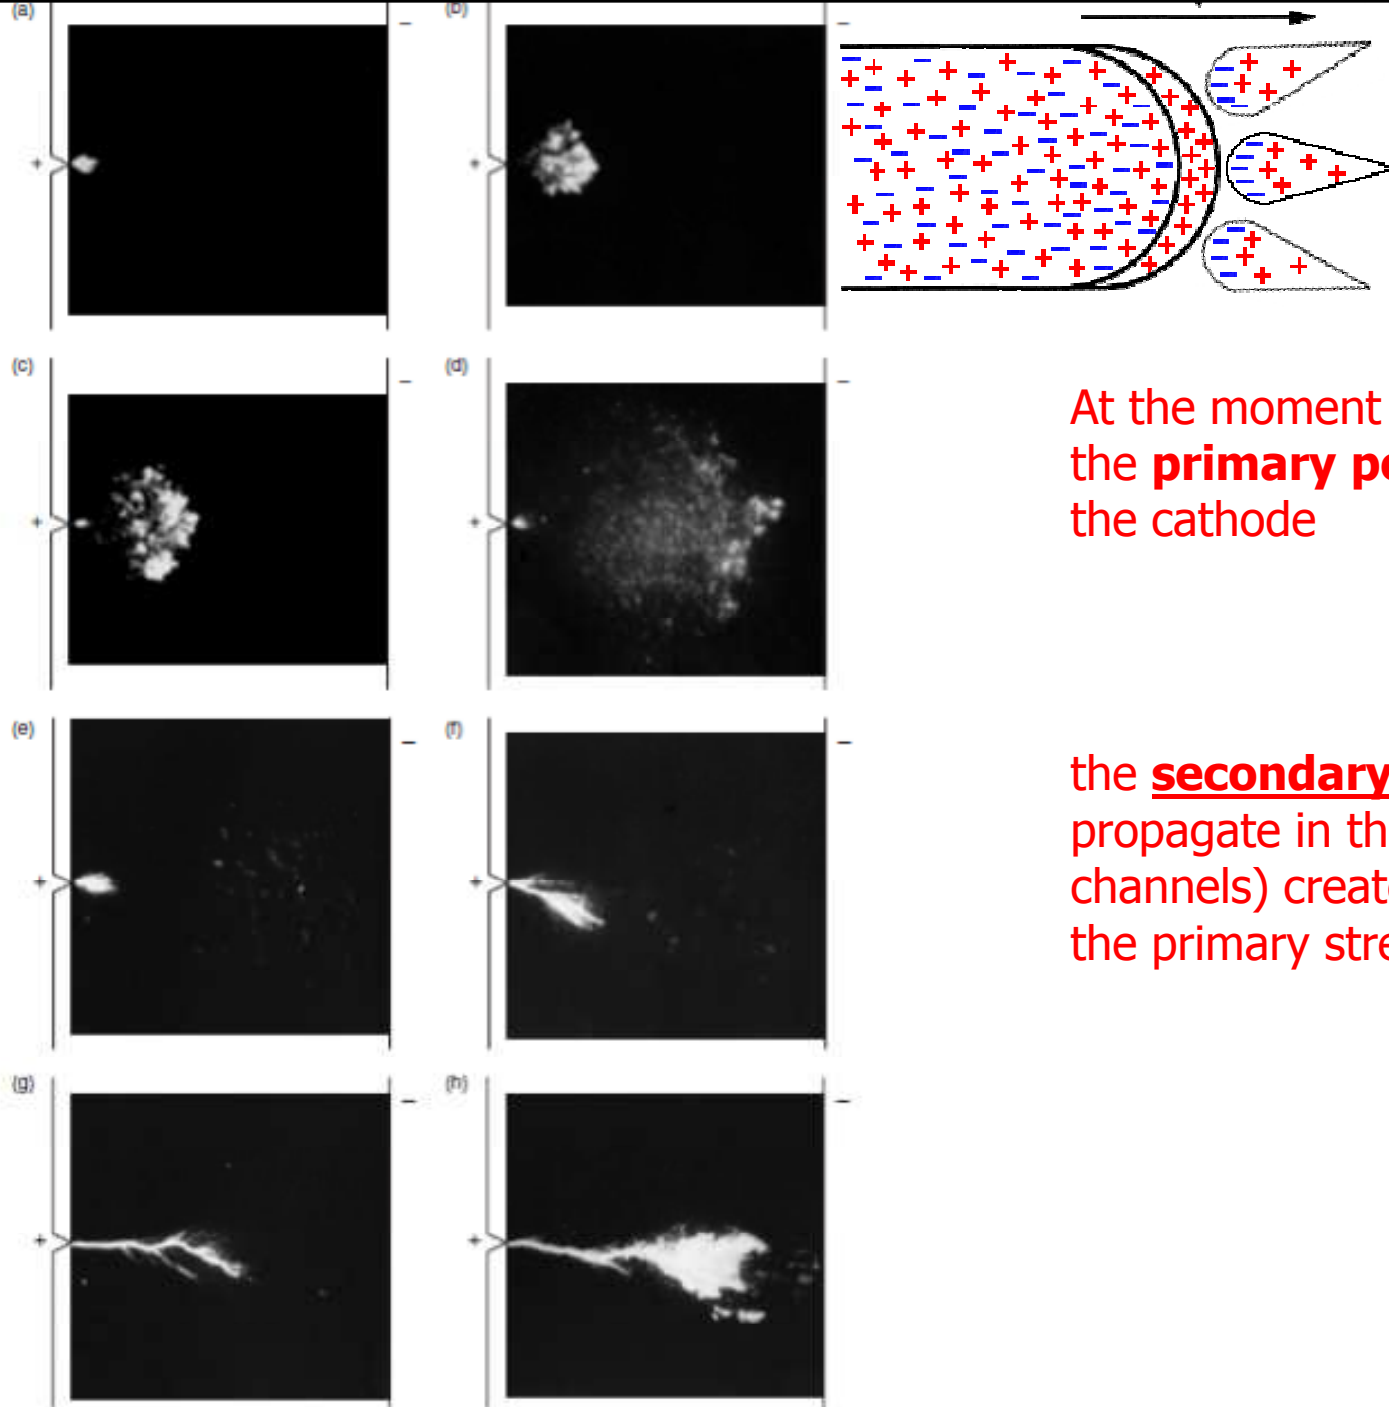 (a)
(b)
(c)
(d)
At the moment
the primary
the cathode
(e)
(f)
the secondary
propagate in
channels)
the primary
(g)
(h)